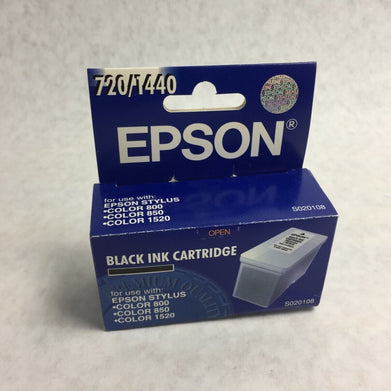 720/1440
EPSON®
for use with:
EPSON STYLUS
•COLOR 800
•COLOR 850
•COLOR 1520
S020108
OPEN
BLACK INK CARTRIDGE
for use with:
EPSON STYLUS
•COLOR 800
•COLOR 850
•COLOR 1520
S020108